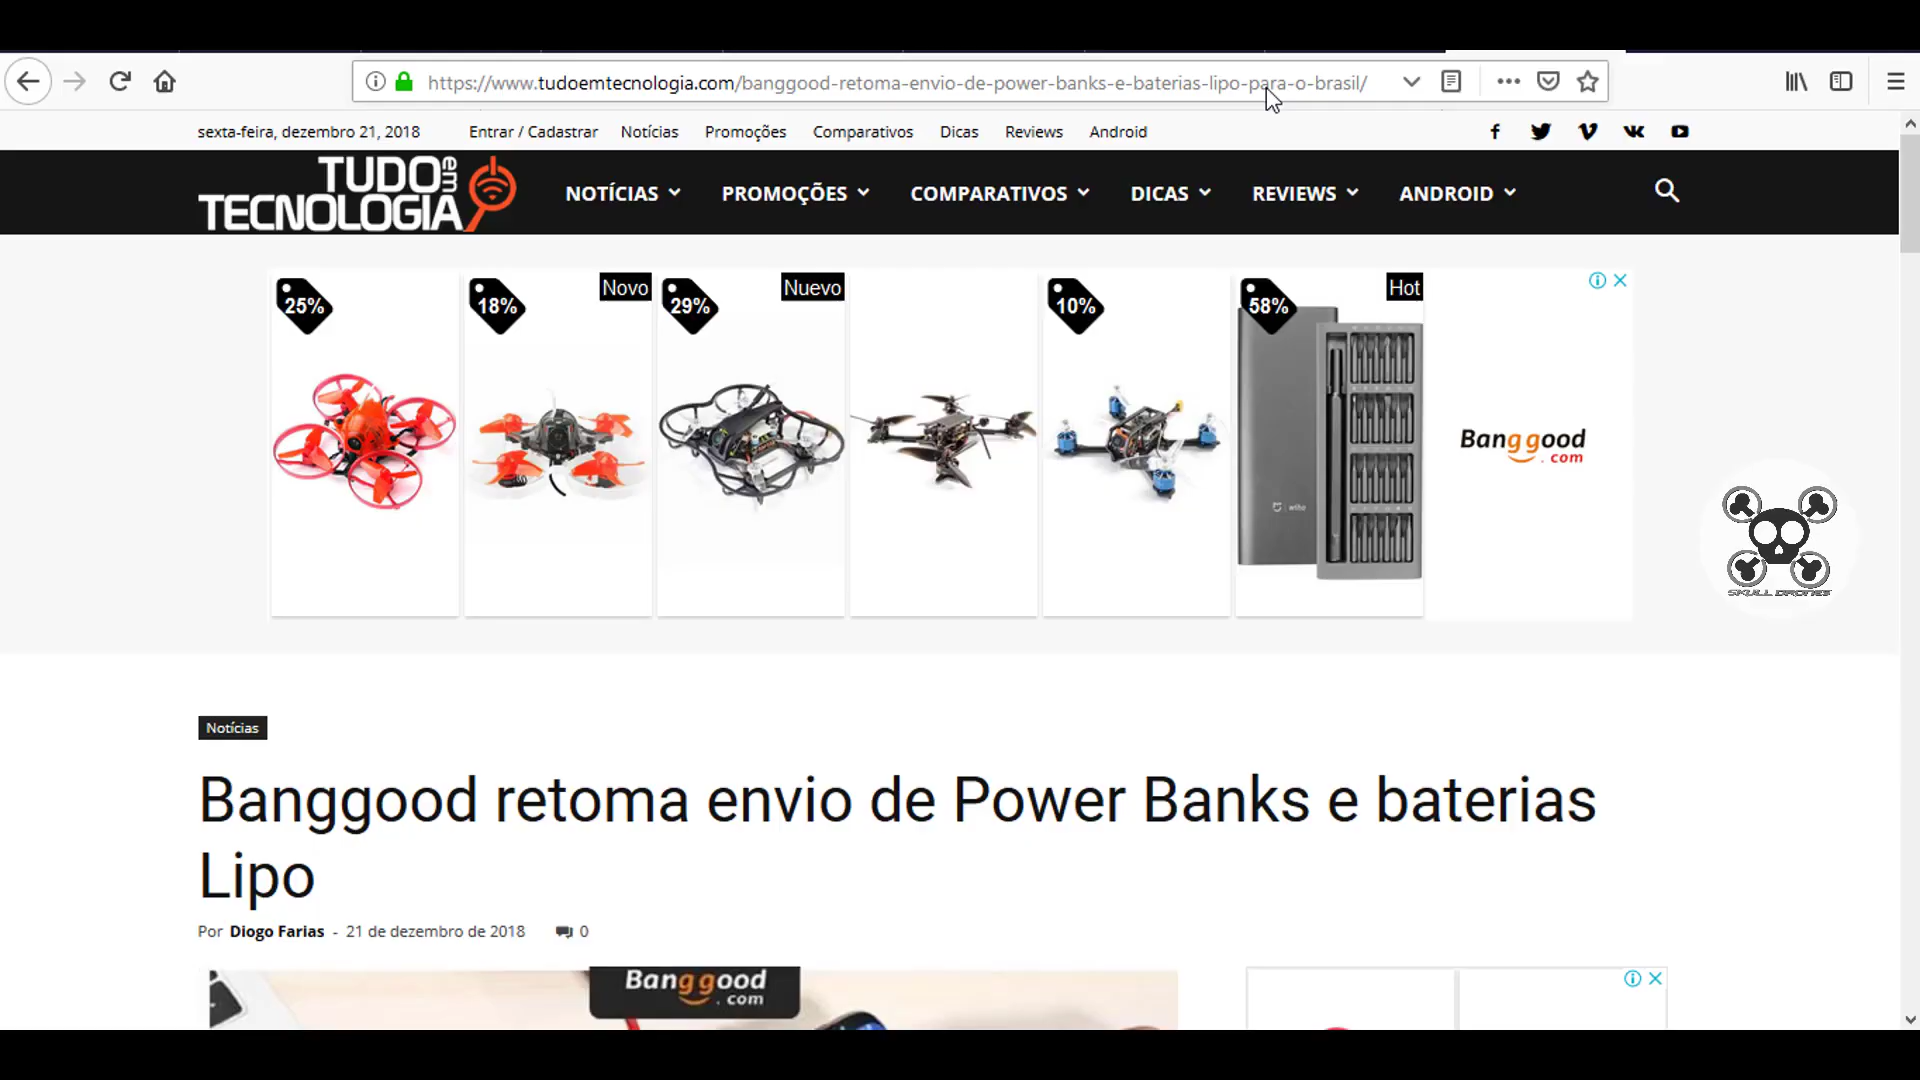 https://www.tudoemtecnologia.com/banggood-retoma-envio-de-power-banks-e-baterias-lipo-para-o-brasil/
sexta-feira, dezembro 21, 2018 Entrar / Cadastrar Notícias Promoções Comparativos Dicas Reviews Android
TUDO em
TECNOLOGIA
NOTÍCIAS PROMOÇÕES COMPARATIVOS DICAS REVIEWS ANDROID
25% 18% Novo 29% Nuevo 10% 58% Hot
Banggood
.com
wiha
SKULL DRONES
Notícias
Banggood retoma envio de Power Banks e baterias
Lipo
Por Diogo Farias - 21 de dezembro de 2018 0
Banggood
.com